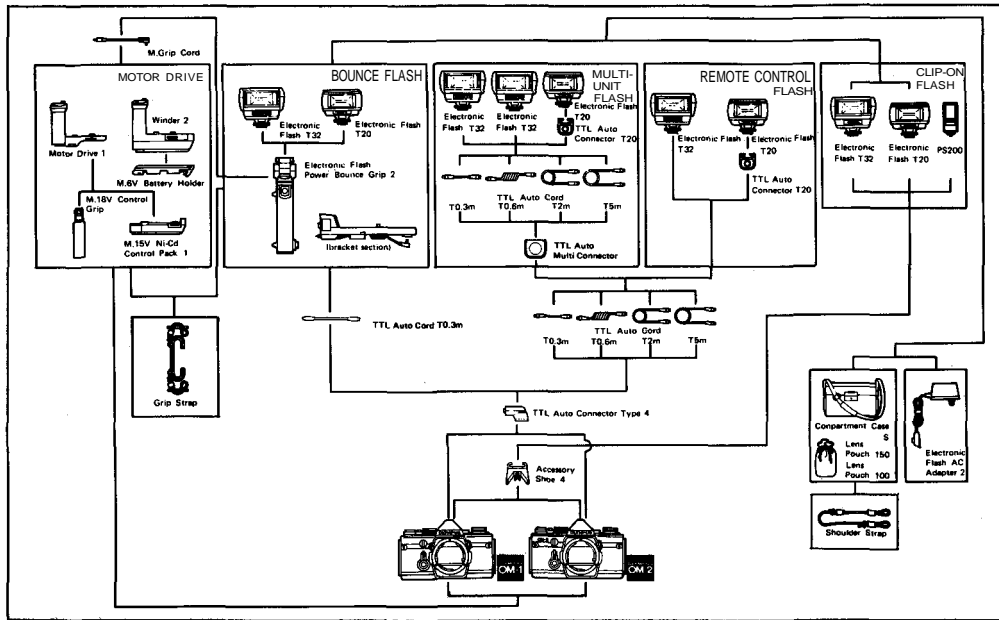 M.Grip Cord
MOTOR DRIVE
Winder 2
Motor Drive 1
M.6V Battery Holder
M.18V Control
Grip
M.15V Ni-Cd
Control Pack 1
Grip Strap
BOUNCE FLASH
Electronic
Flash T32
Electronic Flash
T20
Electronic Flash
Power Bounce Grip 2
(bracket section)
TTL Auto Cord T0.3m
MULTI-
UNIT
FLASH
Electronic
Flash T32
Electronic
Flash T32
Electronic Flash
T20
TTL Auto
Connector T20
TTL Auto Cord
T0.3m
T0.6m
T2m
T5m
TTL Auto
Multi Connector
REMOTE CONTROL
FLASH
Electronic Flash
T32
Electronic Flash
T20
TTL Auto
Connector T20
CLIP-ON
FLASH
Electronic
Flash T32
Electronic
Flash T20
PS200
TTL Auto Cord
T0.3m
T0.6m
T2m
T5m
TTL Auto Connector Type 4
Accessory
Shoe 4
OM-1
OM-2
Conpartment Case
S
Lens
Pouch 150
Lens
Pouch 100
Shoulder Strap
Electronic
Flash AC
Adapter 2